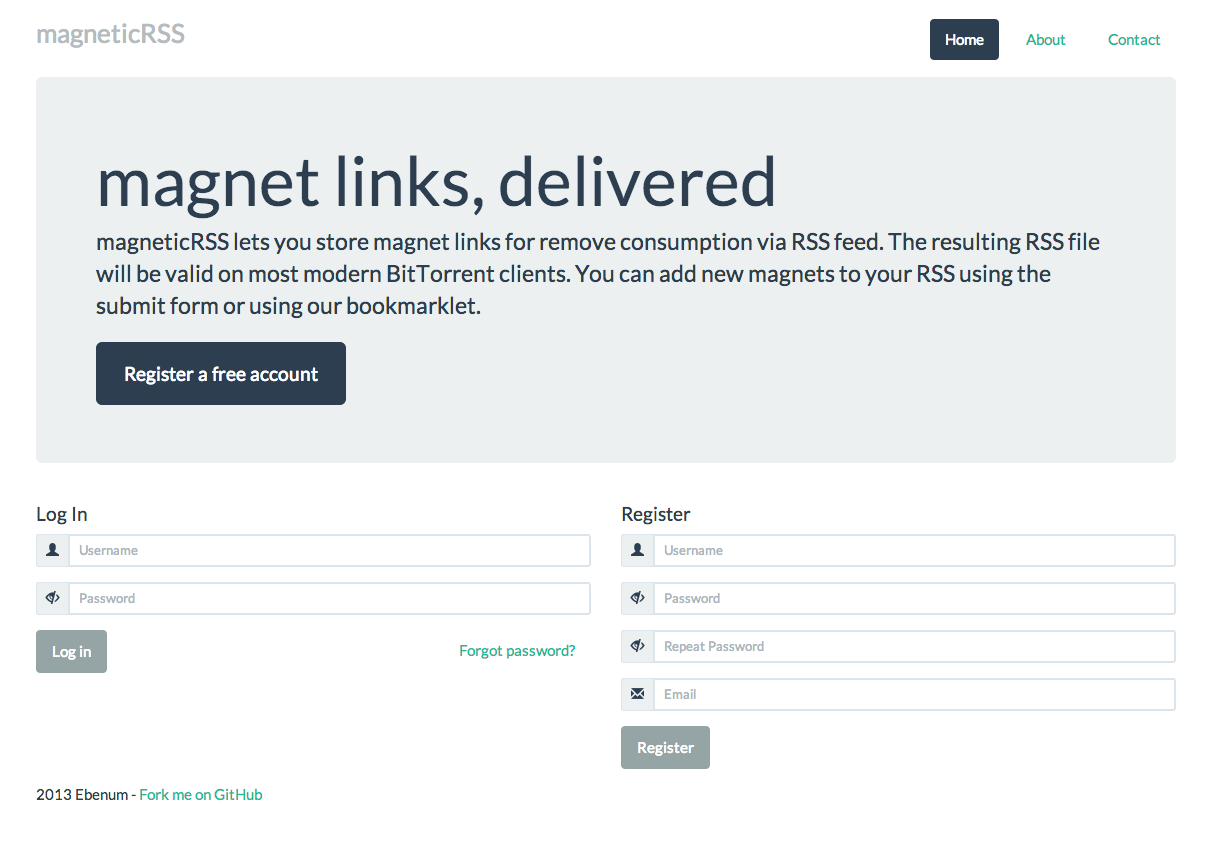 magneticRSS
Home About Contact
magnet links, delivered
magneticRSS lets you store magnet links for remove consumption via RSS feed. The resulting RSS file
will be valid on most modern BitTorrent clients. You can add new magnets to your RSS using the
submit form or using our bookmarklet.
Register a free account
Log In
Username
Password
Log in
Forgot password?
Register
Username
Password
Repeat Password
Email
Register
2013 Ebenum - Fork me on GitHub